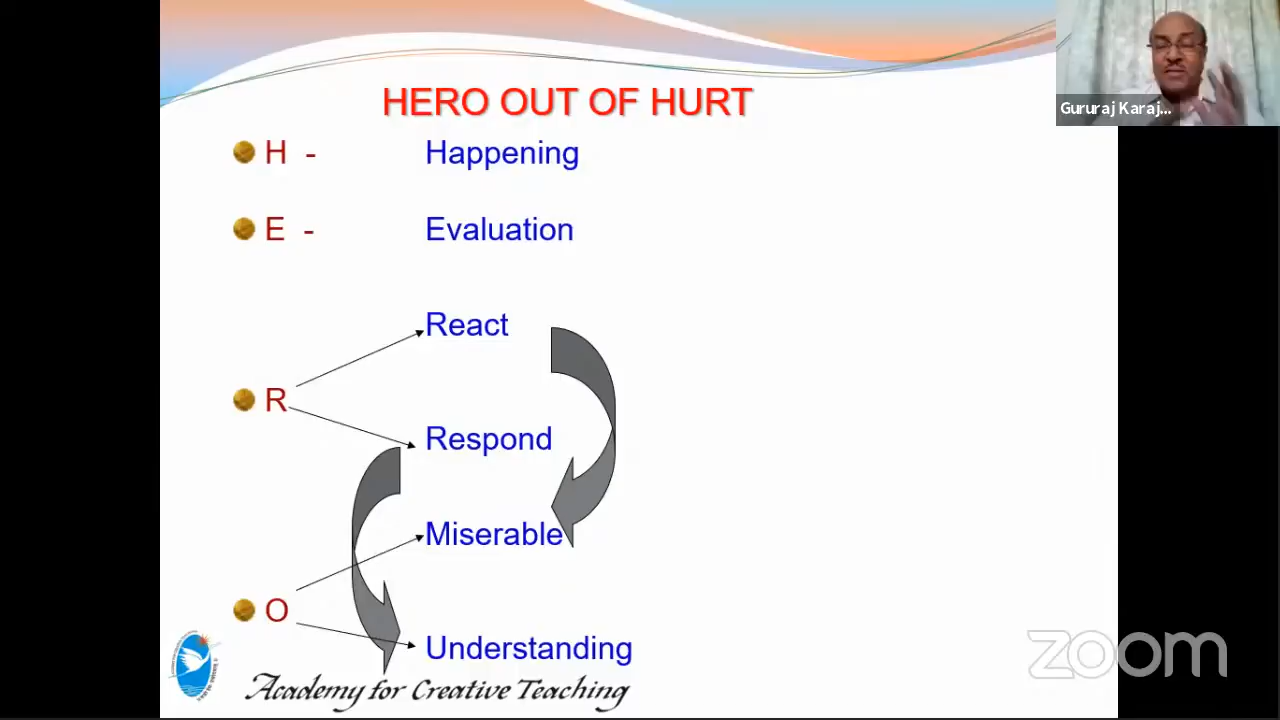 HERO OUT OF HURT
Gururaj Karaj...
H - Happening
E - Evaluation
React
R
Respond
Miserable
O
Understanding
Academy for Creative Teaching
zoom